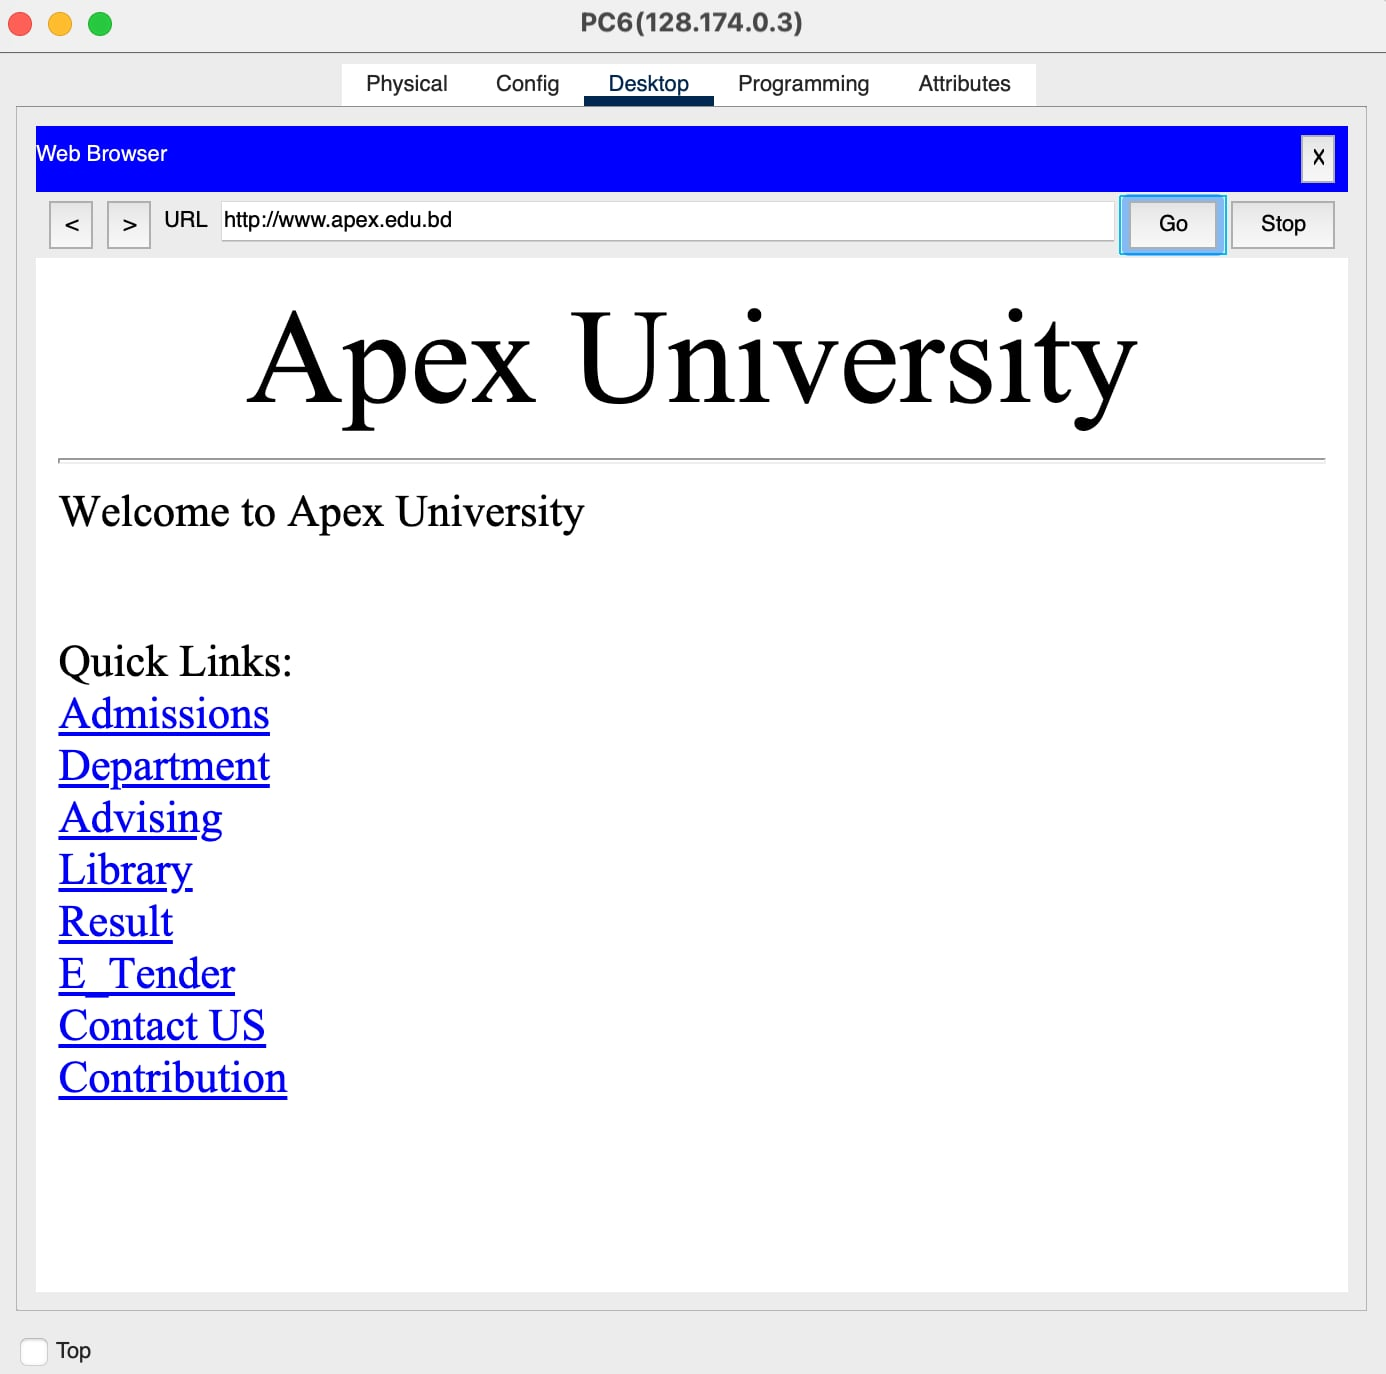 PC6(128.174.0.3)
Physical Config Desktop Programming Attributes
Web Browser X
< > URL http://www.apex.edu.bd Go Stop
Apex University
Welcome to Apex University
Quick Links:
Admissions
Department
Advising
Library
Result
E_Tender
Contact US
Contribution
Top